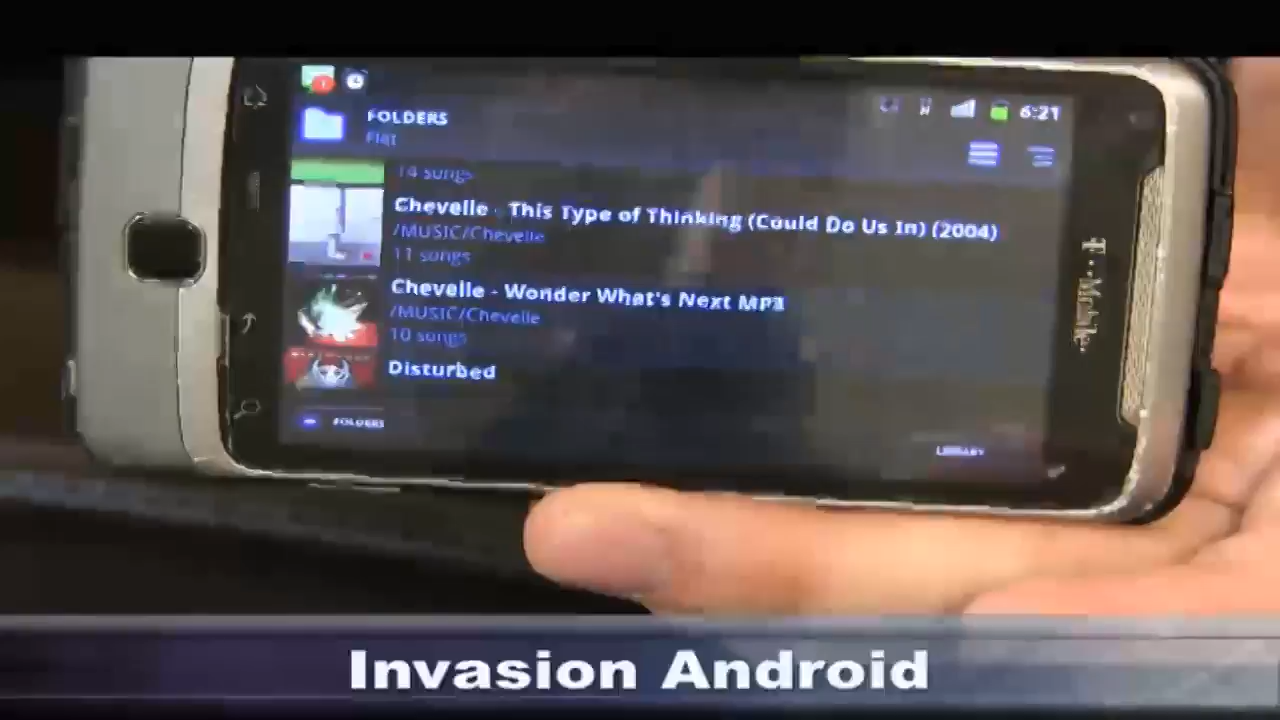 6:21
FOLDERS
Flat
14 songs
Chevelle - This Type of Thinking (Could Do Us In) (2004)
/MUSIC/Chevelle
11 songs
Chevelle - Wonder What's Next MP3
/MUSIC/Chevelle
10 songs
Disturbed
FOLDERS
LIBRARY
T-Mobile
Invasion Android